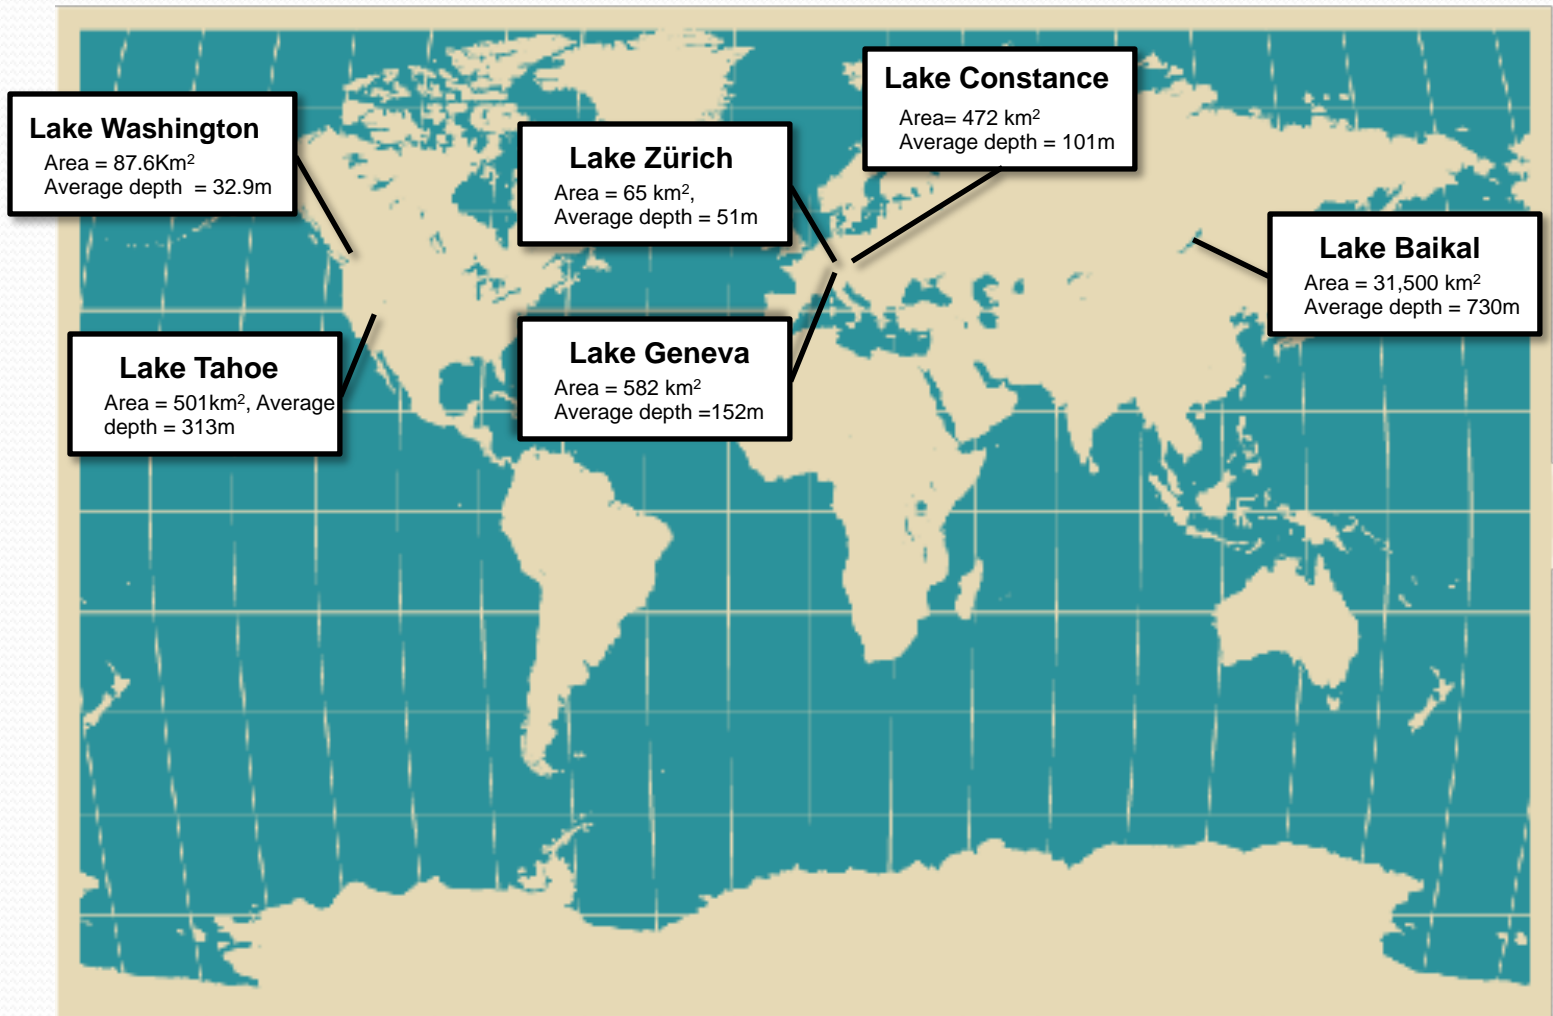 Lake Constance
Area= 472 km²
Average depth = 101m
Lake Washington
Area = 87.6Km²
Average depth  = 32.9m
Lake Zürich
Area = 65 km²,
Average depth = 51m
Lake Baikal
Area = 31,500 km²
Average depth = 730m
Lake Tahoe
Area = 501km², Average
depth = 313m
Lake Geneva
Area = 582 km²
Average depth =152m